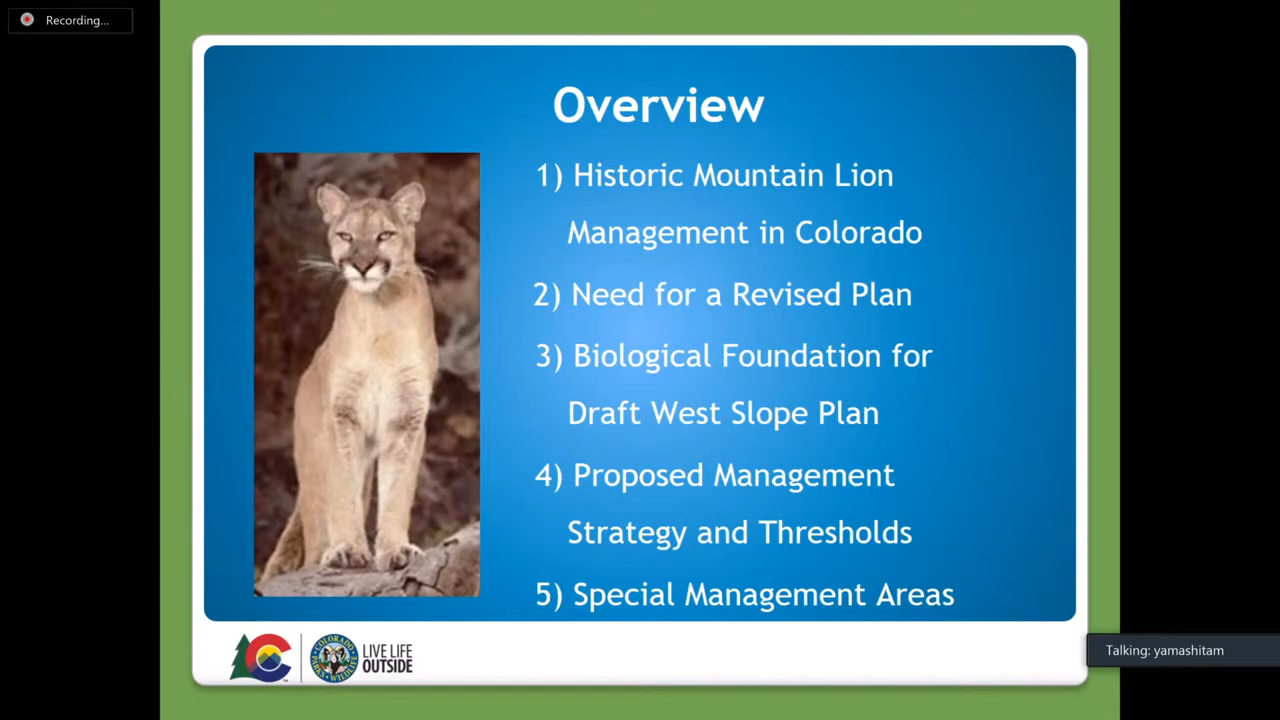 Recording...
Overview
1) Historic Mountain Lion
Management in Colorado
2) Need for a Revised Plan
3) Biological Foundation for
Draft West Slope Plan
4) Proposed Management
Strategy and Thresholds
5) Special Management Areas
COLORADO
PARKS
WILDLIFE
LIVE LIFE
OUTSIDE
Talking: yamashitam